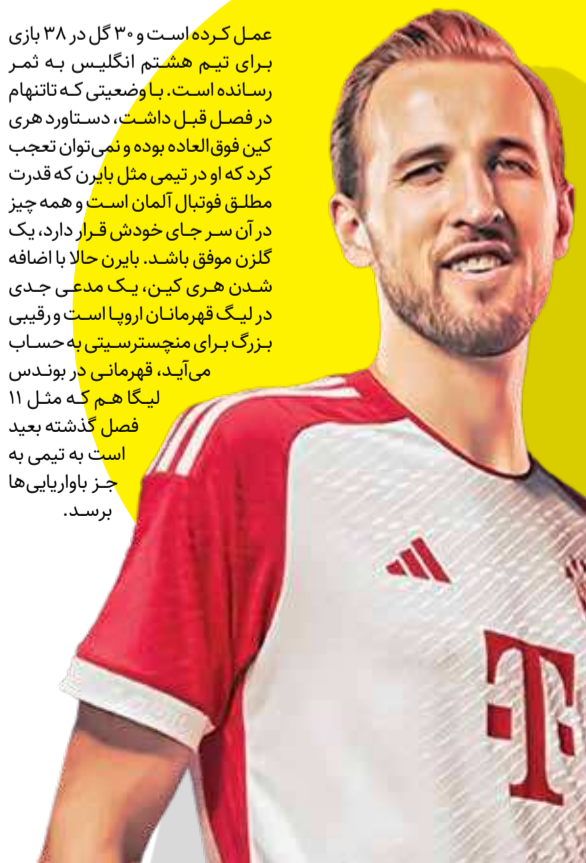 عمل کرده است و ۳۰ گل در ۳۸ بازی
برای تیم هشتم انگلیس به ثمر
رسانده است. با وضعیتی که تاتنهام
در فصل قبل داشت، دستاورد هری
کین فوق‌العاده بوده و نمی‌توان تعجب
کرد که او در تیمی مثل بایرن که قدرت
مطلق فوتبال آلمان است و همه چیز
در آن سر جای خودش قرار دارد، یک
گلزن موفق باشد. بایرن حالا با اضافه
شدن هری کین، یک مدعی جدی
در لیگ قهرمانان اروپا است و رقیبی
بزرگ برای منچسترسیتی به حساب
می‌آید، قهرمانی در بوندس
لیگا هم که مثل ۱۱
فصل گذشته بعید
است به تیمی به
جز باواریایی‌ها
برسد.
T